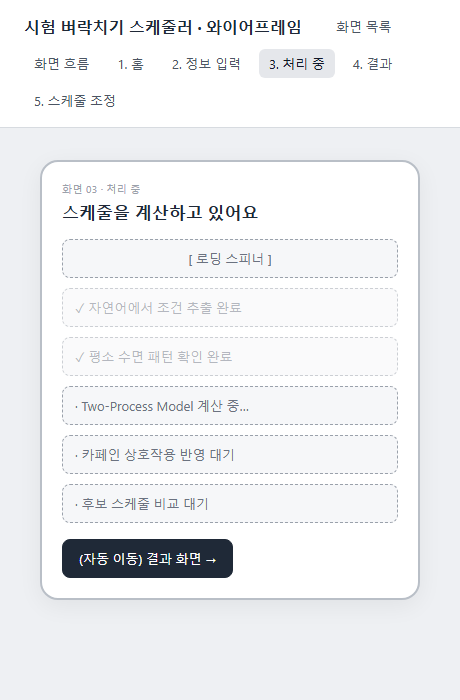 시험 벼락치기 스케줄러 · 와이어프레임
화면 목록
화면 흐름
1. 홈
2. 정보 입력
3. 처리 중
4. 결과
5. 스케줄 조정
화면 03 · 처리 중
스케줄을 계산하고 있어요
[ 로딩 스피너 ]
✓ 자연어에서 조건 추출 완료
✓ 평소 수면 패턴 확인 완료
· Two-Process Model 계산 중...
· 카페인 상호작용 반영 대기
· 후보 스케줄 비교 대기
(자동 이동) 결과 화면 →